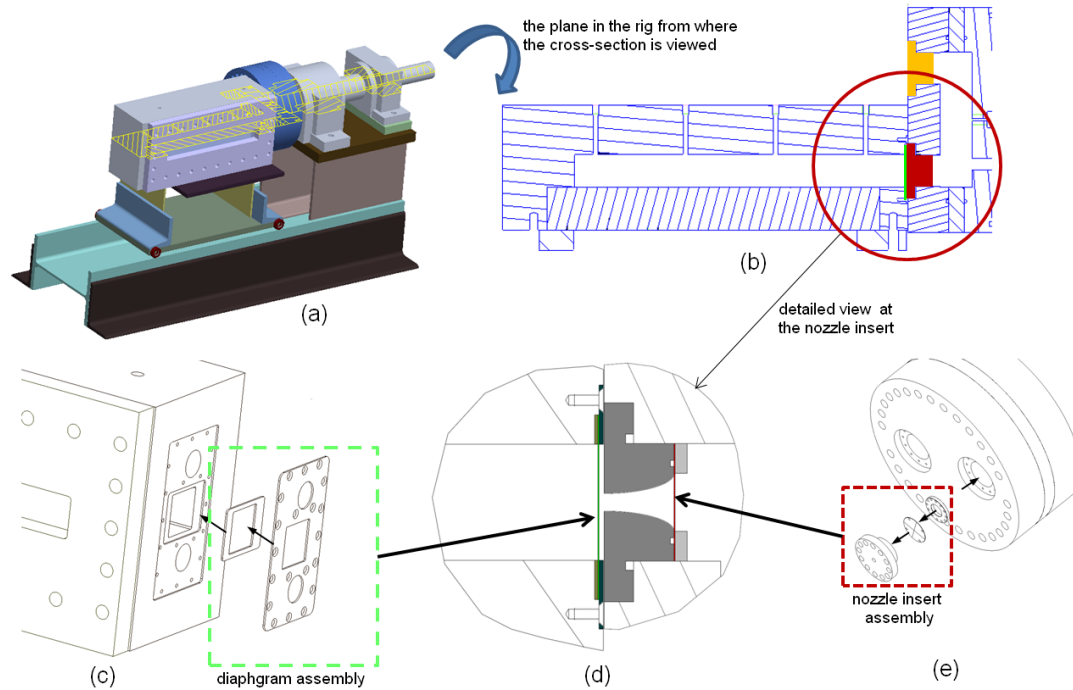 the plane in the rig from where
the cross-section is viewed
(a)
(b)
detailed view at
the nozzle insert
(c)
diaphgram assembly
(d)
nozzle insert
assembly
(e)